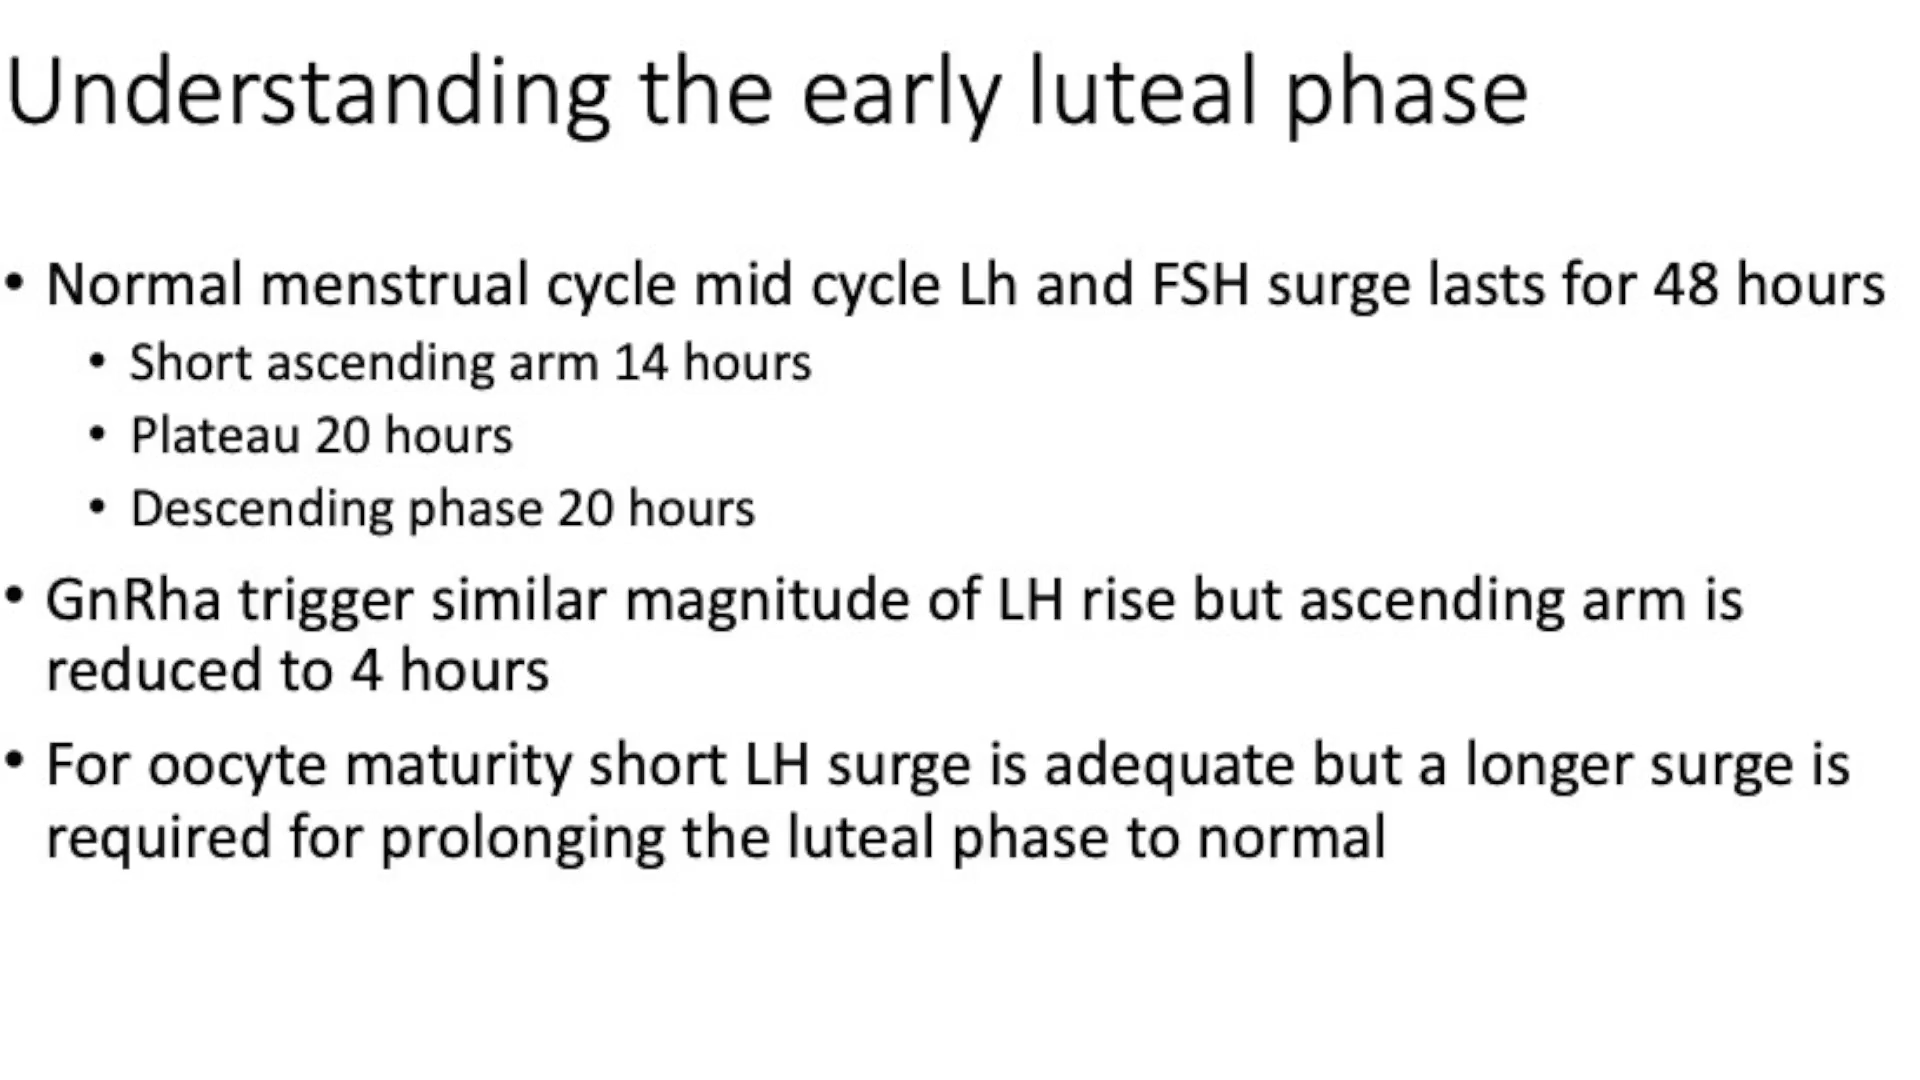 Understanding the early luteal phase
• Normal menstrual cycle mid cycle Lh and FSH surge lasts for 48 hours
• Short ascending arm 14 hours
• Plateau 20 hours
• Descending phase 20 hours
• GnRha trigger similar magnitude of LH rise but ascending arm is
reduced to 4 hours
• For oocyte maturity short LH surge is adequate but a longer surge is
required for prolonging the luteal phase to normal